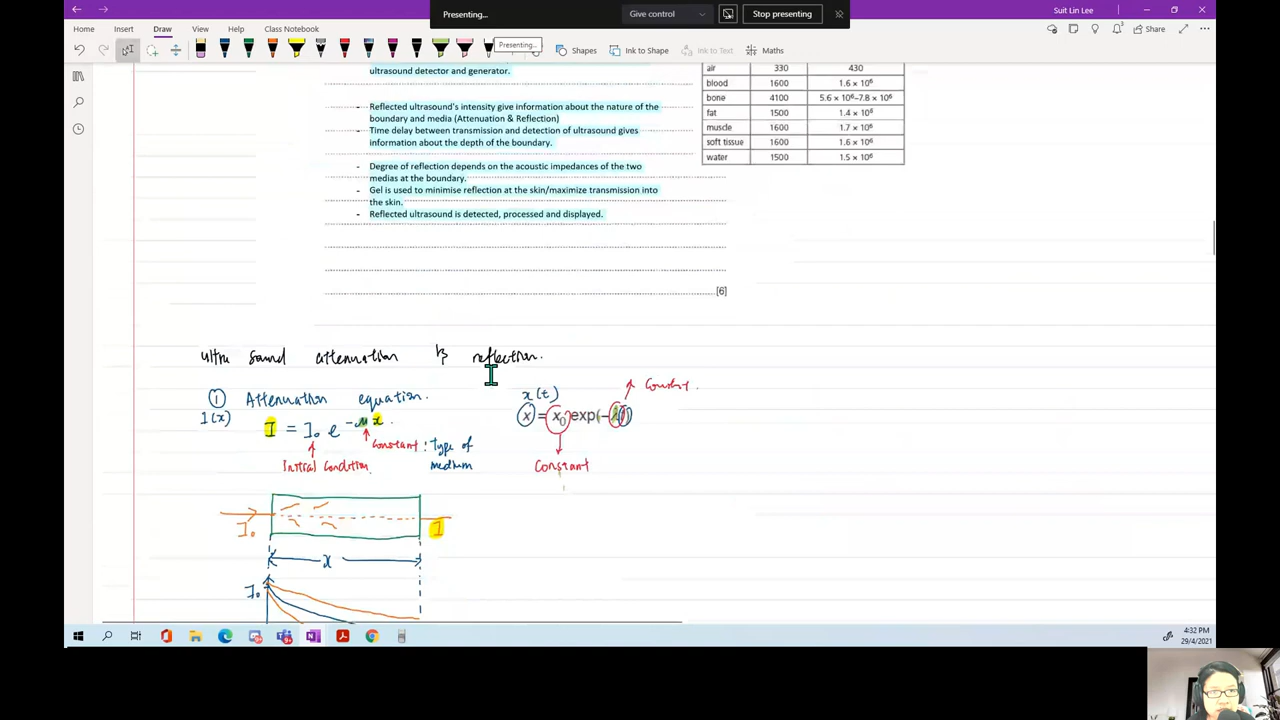 Presenting...
Give control
Stop presenting
Suit Lin Lee
Home Insert Draw View Help Class Notebook
Share
Presenting...
Shapes
Ink to Shape
Ink to Text
Maths
ultrasound detector and generator.
- Reflected ultrasound's intensity give information about the nature of the
boundary and media (Attenuation & Reflection)
- Time delay between transmission and detection of ultrasound gives
information about the depth of the boundary.
- Degree of reflection depends on the acoustic impedances of the two
medias at the boundary.
- Gel is used to minimise reflection at the skin/maximize transmission into
the skin.
- Reflected ultrasound is detected, processed and displayed.
[6]
air 330 430
blood 1600 1.6 × 10⁶
bone 4100 5.6 × 10⁶–7.8 × 10⁶
fat 1500 1.4 × 10⁶
muscle 1600 1.7 × 10⁶
soft tissue 1600 1.6 × 10⁶
water 1500 1.5 × 10⁶
ultra sound attenuation & reflection.
① Attenuation equation.
I(x)
I = I₀ e^-μx.
Initial Condition.
Constant : Type of
medium
x(t)
x = x₀ exp(-λt)
Constant.
Constant
I₀
I
x
I₀
4:32 PM
29/4/2021